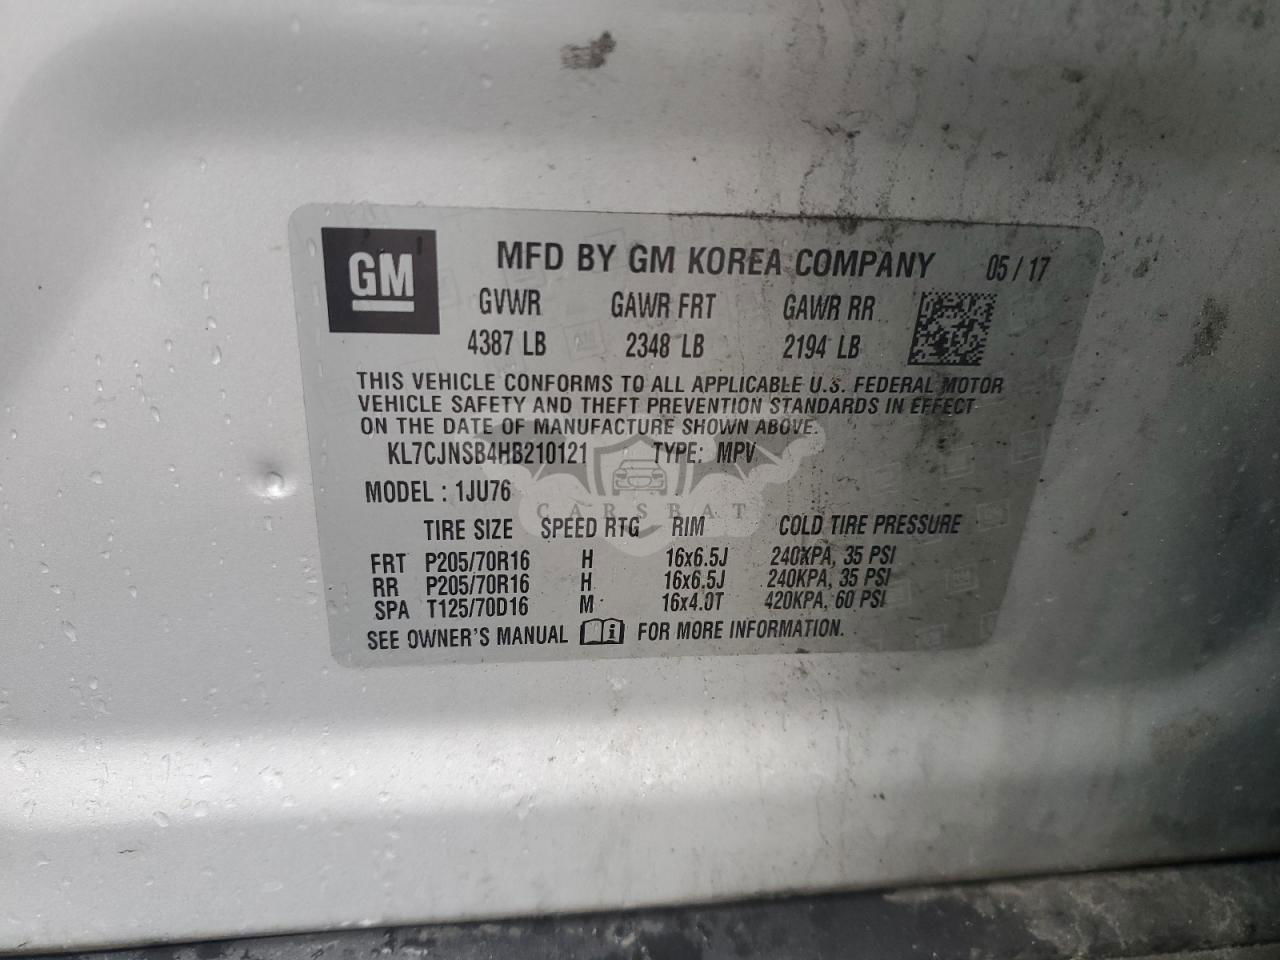 GM
MFD BY GM KOREA COMPANY 05 / 17
GVWR GAWR FRT GAWR RR
4387 LB 2348 LB 2194 LB
THIS VEHICLE CONFORMS TO ALL APPLICABLE U.S. FEDERAL MOTOR
VEHICLE SAFETY AND THEFT PREVENTION STANDARDS IN EFFECT
ON THE DATE OF MANUFACTURE SHOWN ABOVE.
KL7CJNSB4HB210121 TYPE: MPV
MODEL : 1JU76
CARSBAT
TIRE SIZE SPEED RTG RIM COLD TIRE PRESSURE
FRT P205/70R16 H 16x6.5J 240KPA, 35 PSI
RR P205/70R16 H 16x6.5J 240KPA, 35 PSI
SPA T125/70D16 M 16x4.0T 420KPA, 60 PSI
SEE OWNER'S MANUAL i FOR MORE INFORMATION.